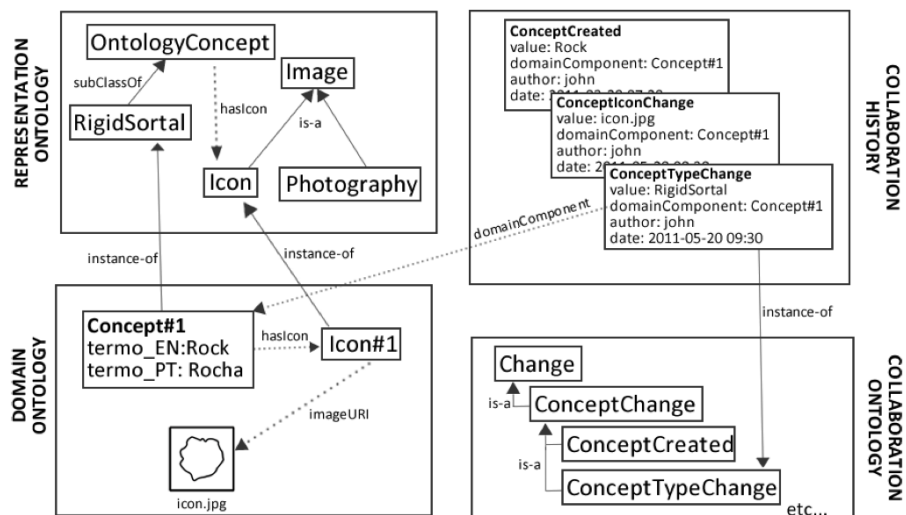 REPRESENTATION
ONTOLOGY
OntologyConcept
subClassOf
hasIcon
Image
RigidSortal
is-a
Icon
Photography
instance-of
instance-of
COLLABORATION
HISTORY
ConceptCreated
value: Rock
domainComponent: Concept#1
author: john
ConceptIconChange
value: icon.jpg
domainComponent: Concept#1
author: john
ConceptTypeChange
value: RigidSortal
domainComponent: Concept#1
author: john
date: 2011-05-20 09:30
domainComponent
instance-of
DOMAIN
ONTOLOGY
Concept#1
termo_EN:Rock
termo_PT: Rocha
hasIcon
Icon#1
imageURI
icon.jpg
COLLABORATION
ONTOLOGY
Change
is-a
ConceptChange
ConceptCreated
is-a
ConceptTypeChange
etc...